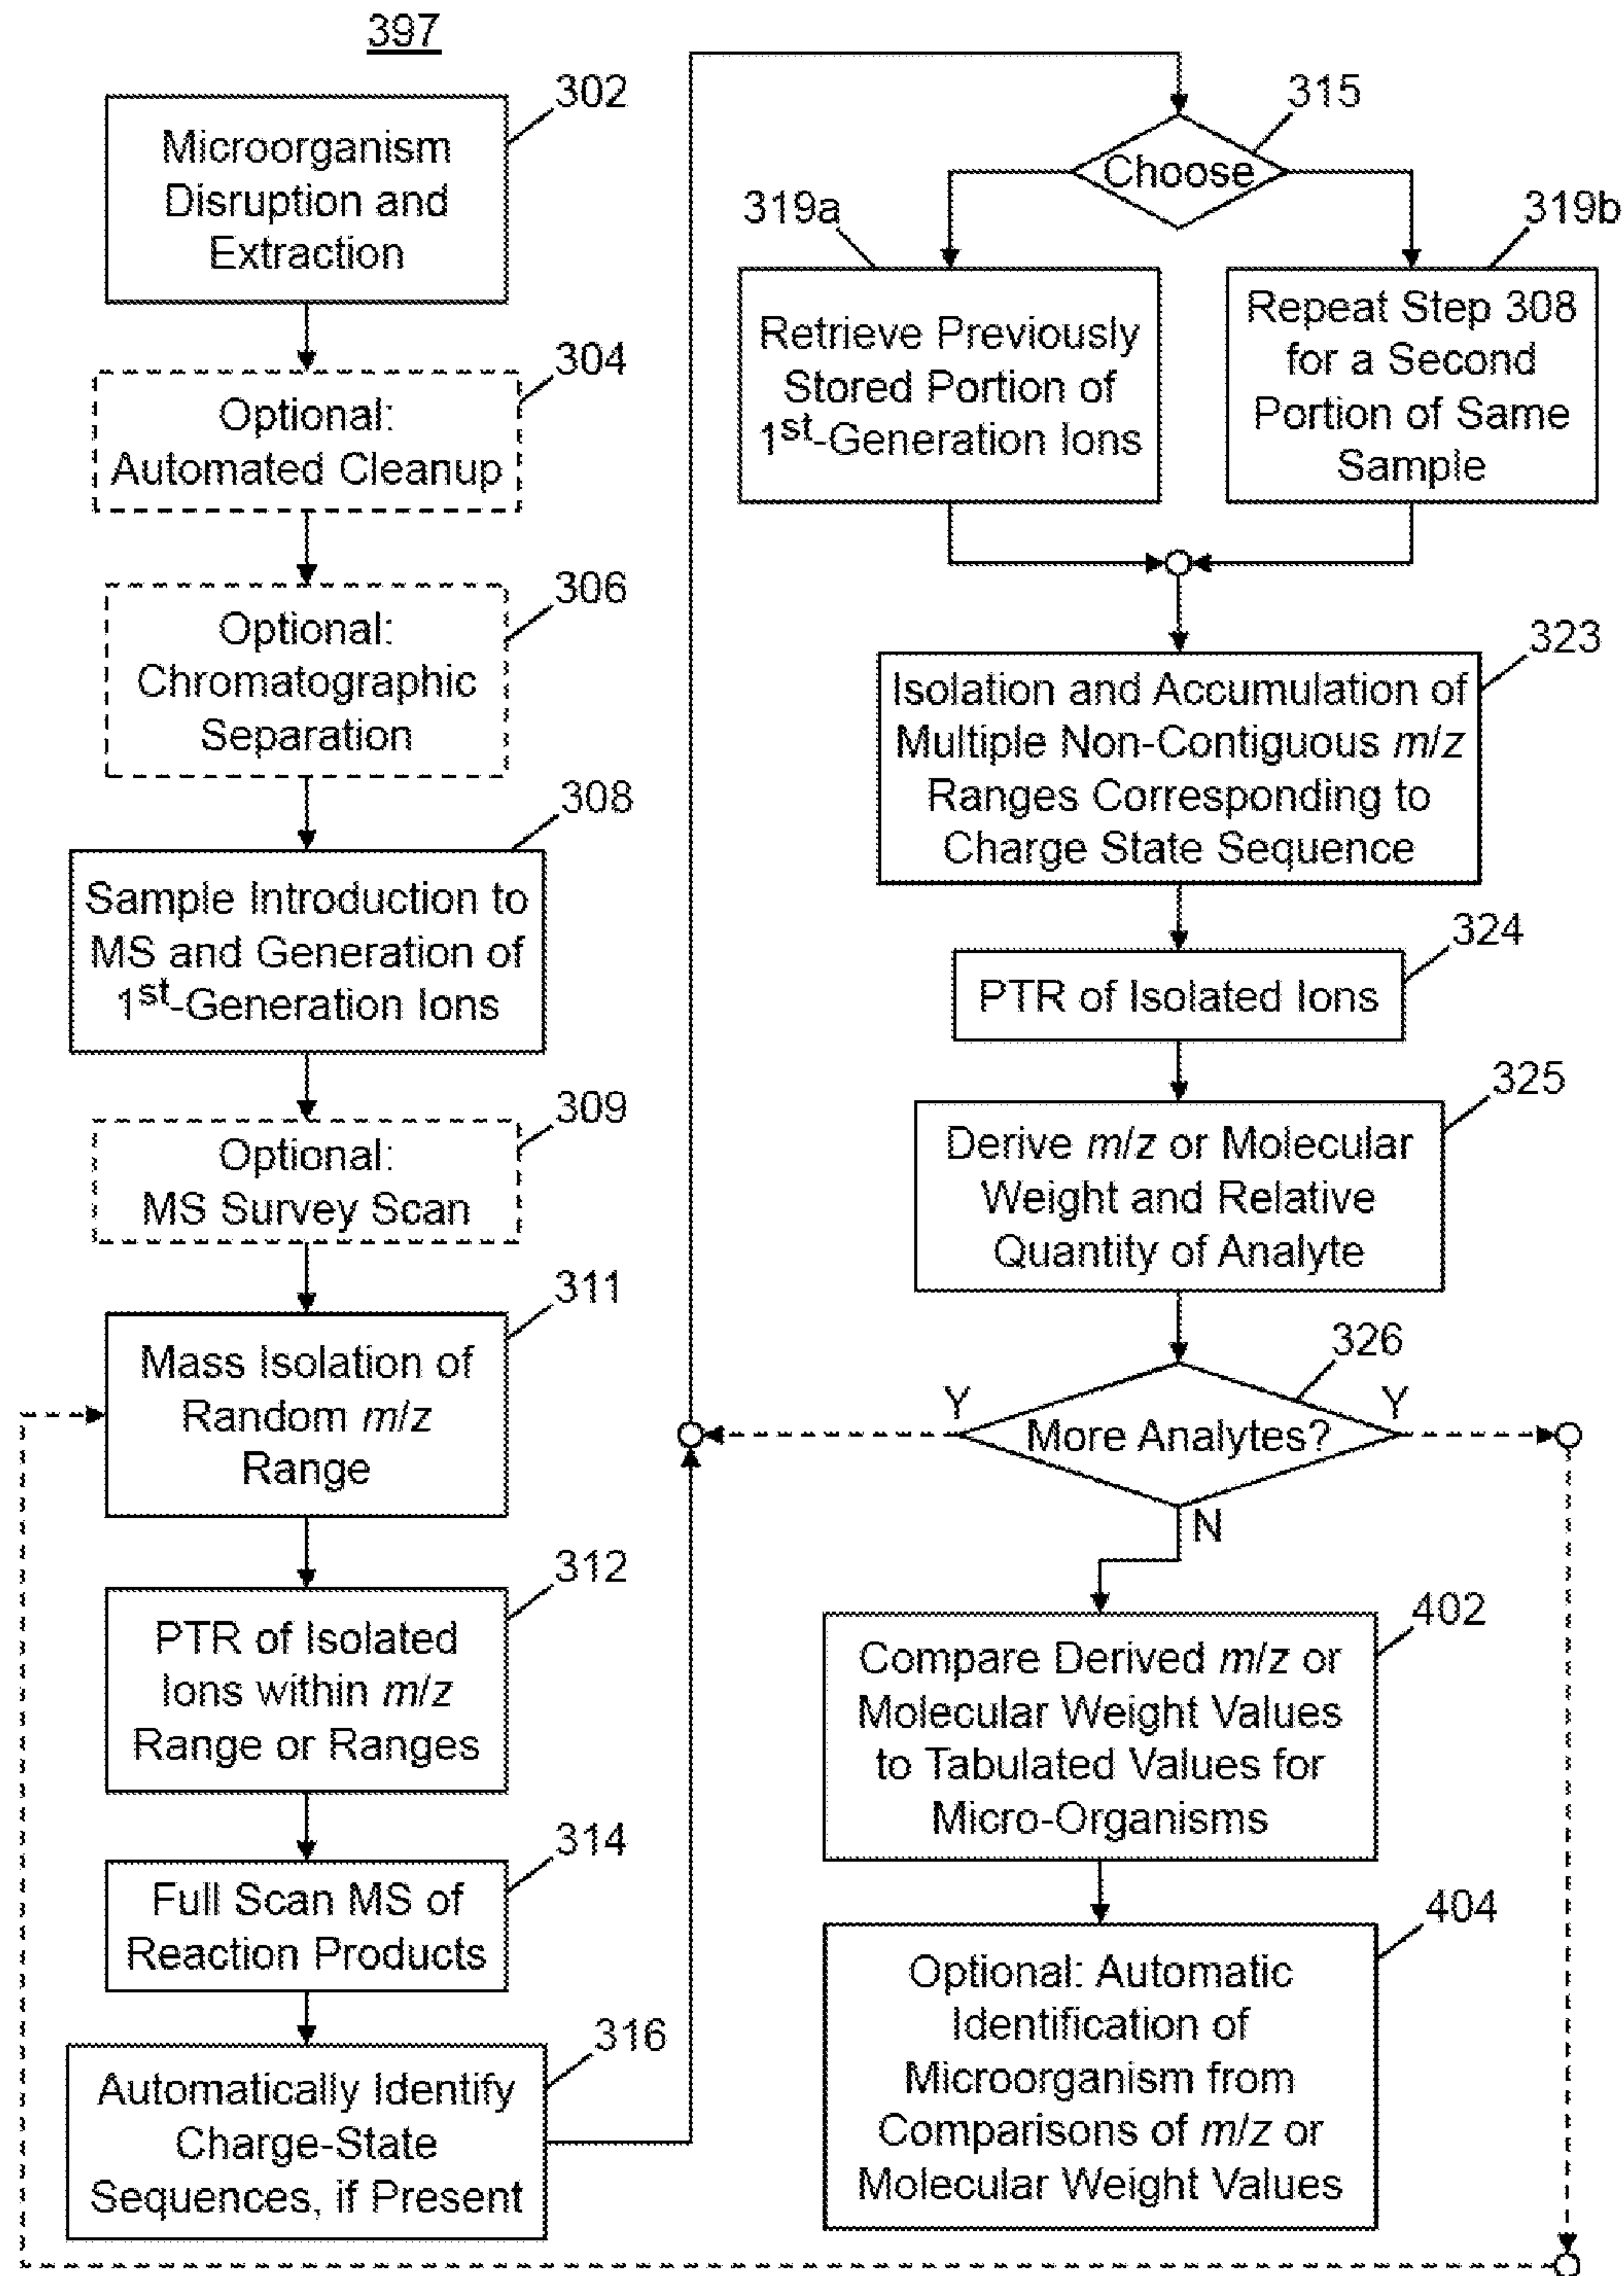 397
302
Microorganism
Disruption and
Extraction
304
Optional:
Automated Cleanup
306
Optional:
Chromatographic
Separation
308
Sample Introduction to
MS and Generation of
1st-Generation Ions
309
Optional:
MS Survey Scan
311
Mass Isolation of
Random m/z
Range
312
PTR of Isolated
Ions within m/z
Range or Ranges
314
Full Scan MS of
Reaction Products
316
Automatically Identify
Charge-State
Sequences, if Present
315
Choose
319a
Retrieve Previously
Stored Portion of
1st-Generation Ions
319b
Repeat Step 308
for a Second
Portion of Same
Sample
323
Isolation and Accumulation of
Multiple Non-Contiguous m/z
Ranges Corresponding to
Charge State Sequence
324
PTR of Isolated Ions
325
Derive m/z or Molecular
Weight and Relative
Quantity of Analyte
326
Y
More Analytes?
Y
N
402
Compare Derived m/z or
Molecular Weight Values
to Tabulated Values for
Micro-Organisms
404
Optional: Automatic
Identification of
Microorganism from
Comparisons of m/z or
Molecular Weight Values